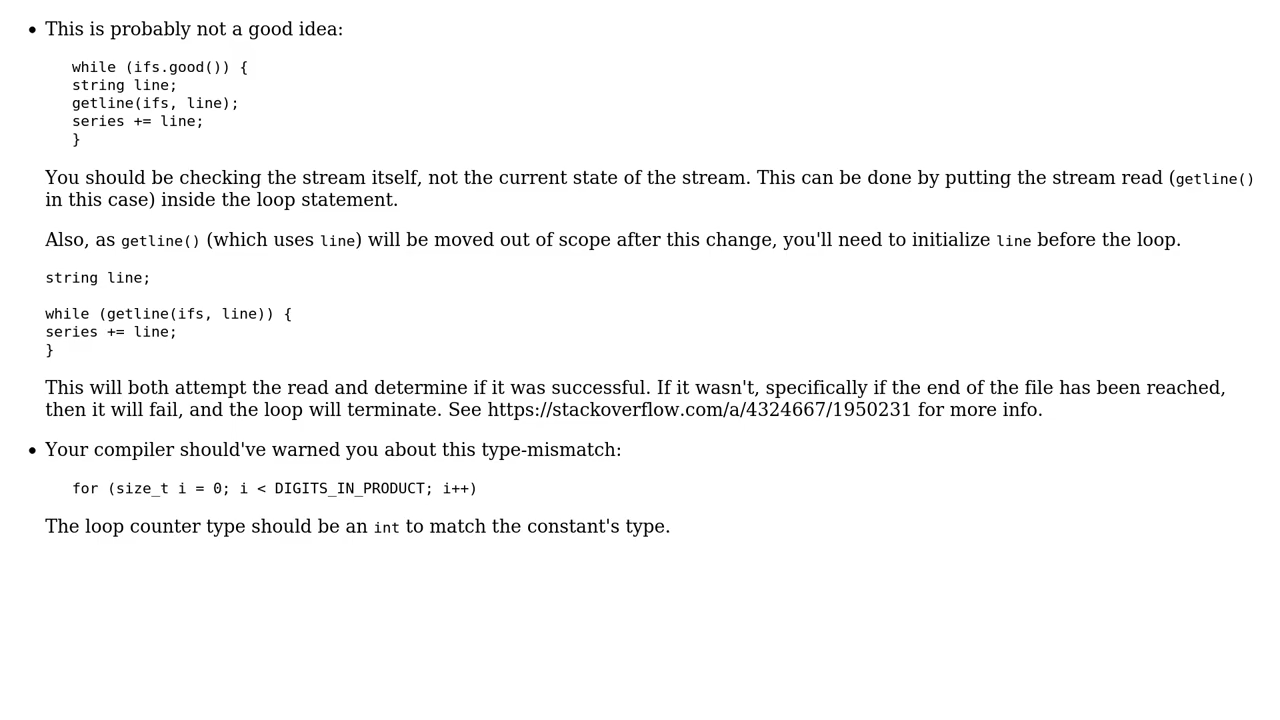 • This is probably not a good idea:
while (ifs.good()) {
string line;
getline(ifs, line);
series += line;
}
You should be checking the stream itself, not the current state of the stream. This can be done by putting the stream read (getline()
in this case) inside the loop statement.
Also, as getline() (which uses line) will be moved out of scope after this change, you'll need to initialize line before the loop.
string line;
while (getline(ifs, line)) {
series += line;
}
This will both attempt the read and determine if it was successful. If it wasn't, specifically if the end of the file has been reached,
then it will fail, and the loop will terminate. See https://stackoverflow.com/a/4324667/1950231 for more info.
• Your compiler should've warned you about this type-mismatch:
for (size_t i = 0; i < DIGITS_IN_PRODUCT; i++)
The loop counter type should be an int to match the constant's type.